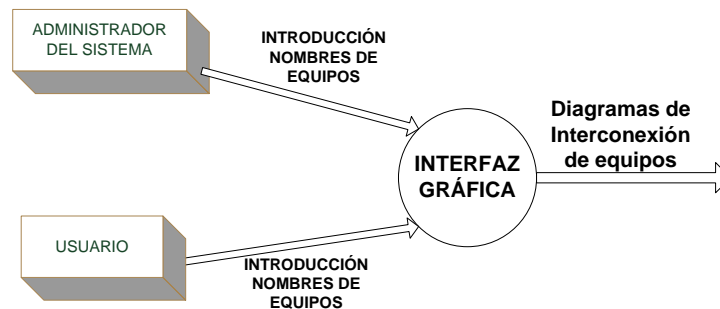 ADMINISTRADOR
DEL SISTEMA
INTRODUCCIÓN
NOMBRES DE
EQUIPOS
INTERFAZ
GRÁFICA
Diagramas de
Interconexión
de equipos
USUARIO
INTRODUCCIÓN
NOMBRES DE
EQUIPOS